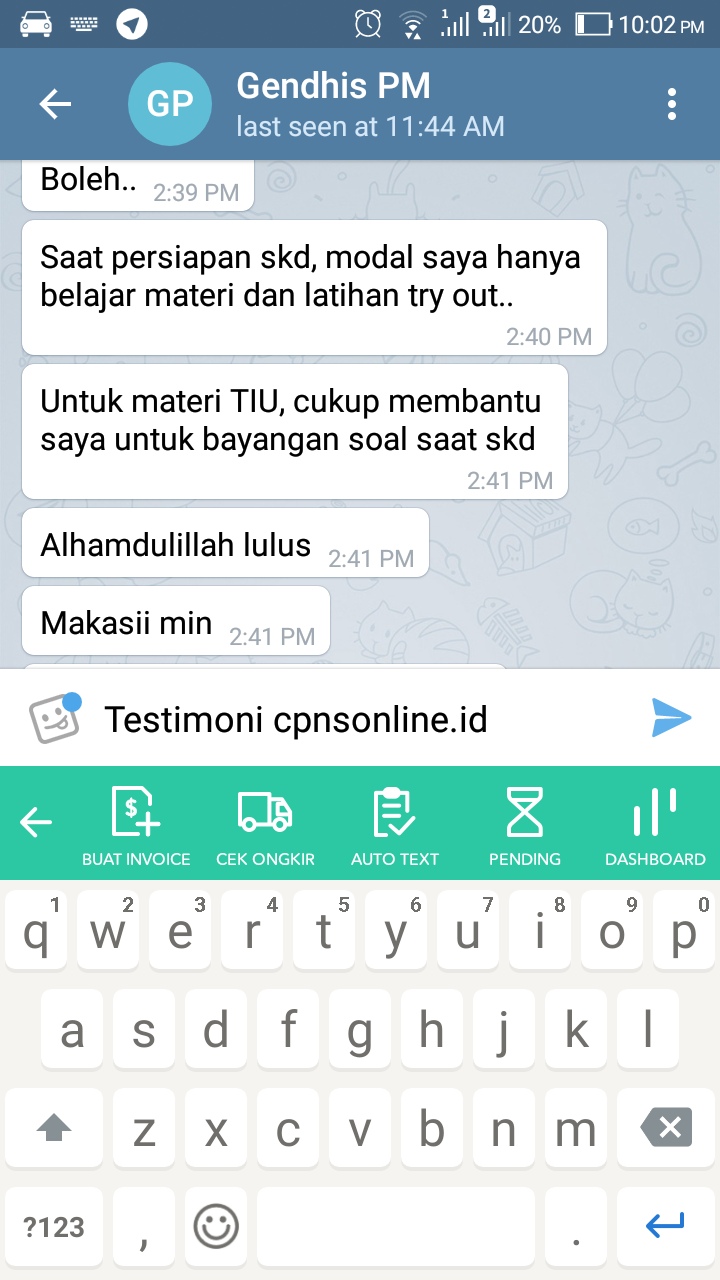 1 2 20% 10:02 PM
GP Gendhis PM
last seen at 11:44 AM
Boleh.. 2:39 PM
Saat persiapan skd, modal saya hanya
belajar materi dan latihan try out..
2:40 PM
Untuk materi TIU, cukup membantu
saya untuk bayangan soal saat skd
2:41 PM
Alhamdulillah lulus 2:41 PM
Makasii min 2:41 PM
Testimoni cpnsonline.id
$
BUAT INVOICE CEK ONGKIR AUTO TEXT PENDING DASHBOARD
1 2 3 4 5 6 7 8 9 0
q w e r t y u i o p
a s d f g h j k l
z x c v b n m
?123 , .